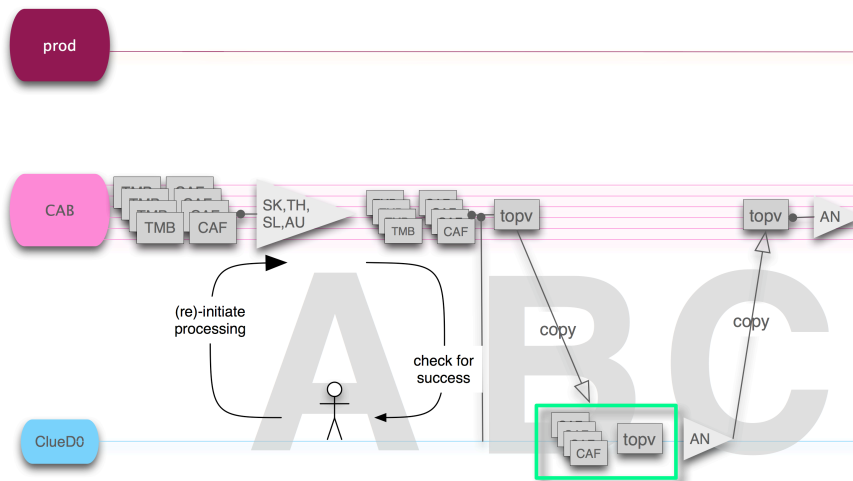 prod
CAB
TMB CAF
TMB CAF
TMB CAF
TMB CAF
SK,TH,
SL,AU
TMB CAF
topv
topv
AN
A B C
(re)-initiate
processing
copy
copy
check for
success
ClueD0
CAF
CAF
topv
AN